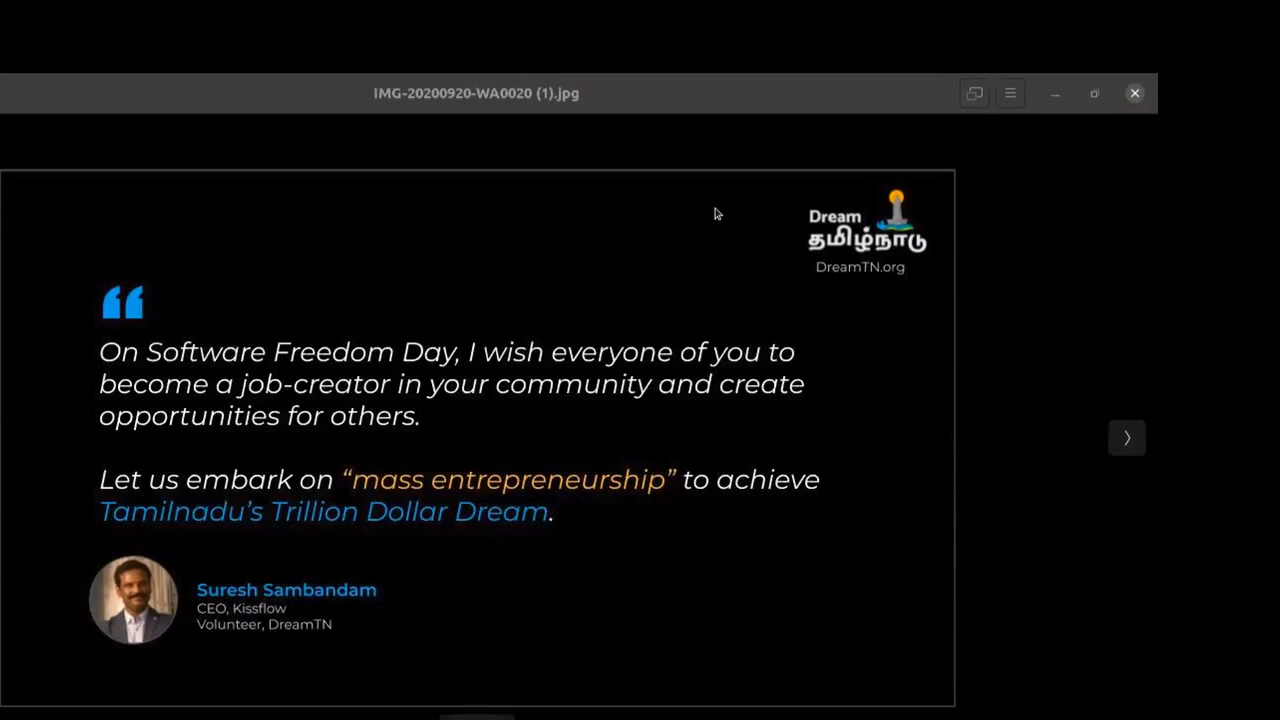 IMG-20200920-WA0020 (1).jpg
Dream
தமிழ்நாடு
DreamTN.org
“
On Software Freedom Day, I wish everyone of you to
become a job-creator in your community and create
opportunities for others.
Let us embark on “mass entrepreneurship” to achieve
Tamilnadu’s Trillion Dollar Dream.
Suresh Sambandam
CEO, Kissflow
Volunteer, DreamTN